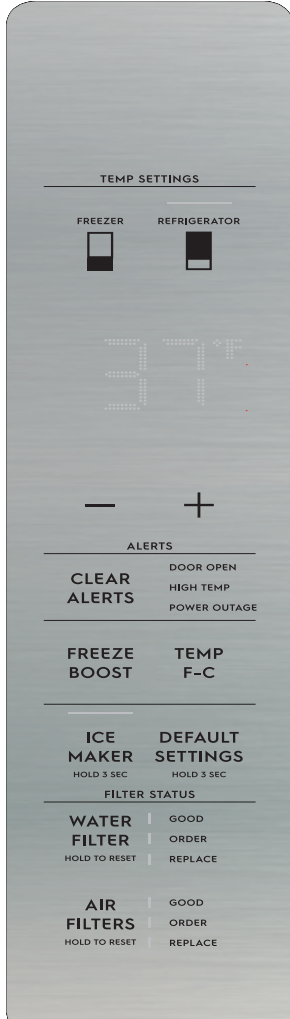 TEMP SETTINGS
FREEZER REFRIGERATOR
37°F
– +
ALERTS
CLEAR ALERTS
DOOR OPEN
HIGH TEMP
POWER OUTAGE
FREEZE BOOST
TEMP F-C
ICE MAKER
HOLD 3 SEC
DEFAULT SETTINGS
HOLD 3 SEC
FILTER STATUS
WATER FILTER
HOLD TO RESET
GOOD
ORDER
REPLACE
AIR FILTERS
HOLD TO RESET
GOOD
ORDER
REPLACE